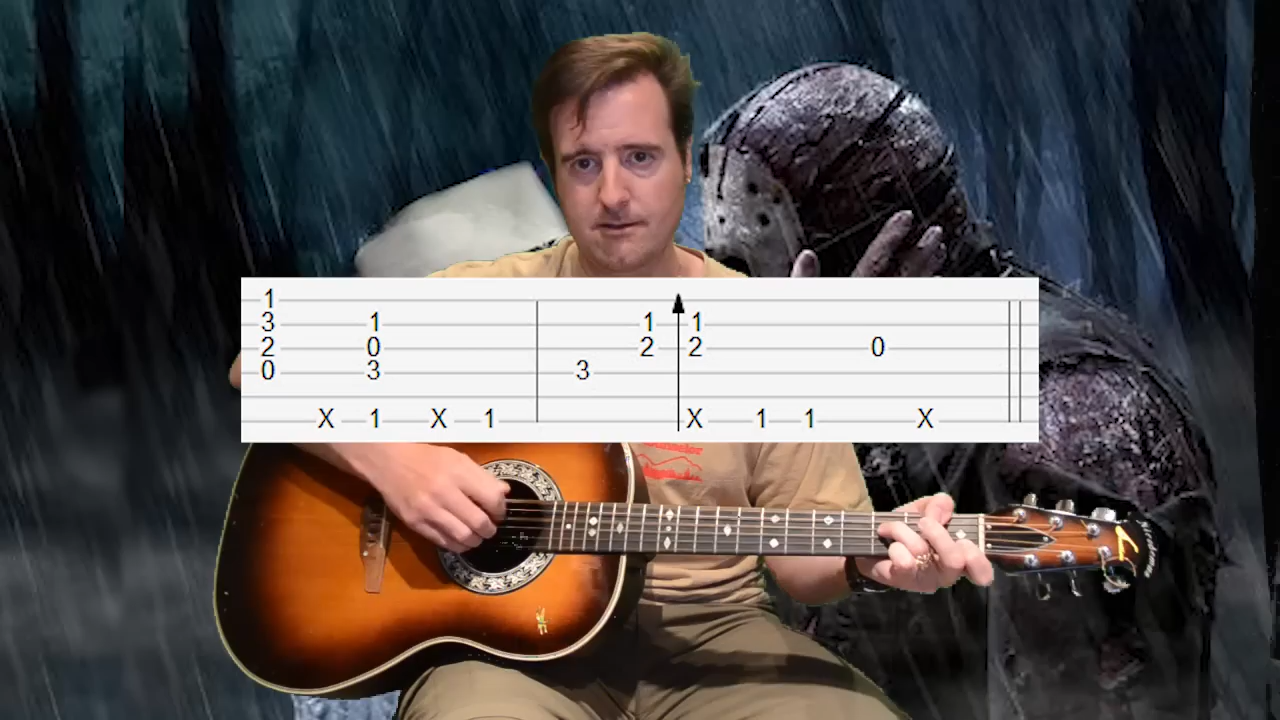 1
3 1 1 1
2 0 2 2 0
0 3 3
X 1 X 1 X 1 1 X